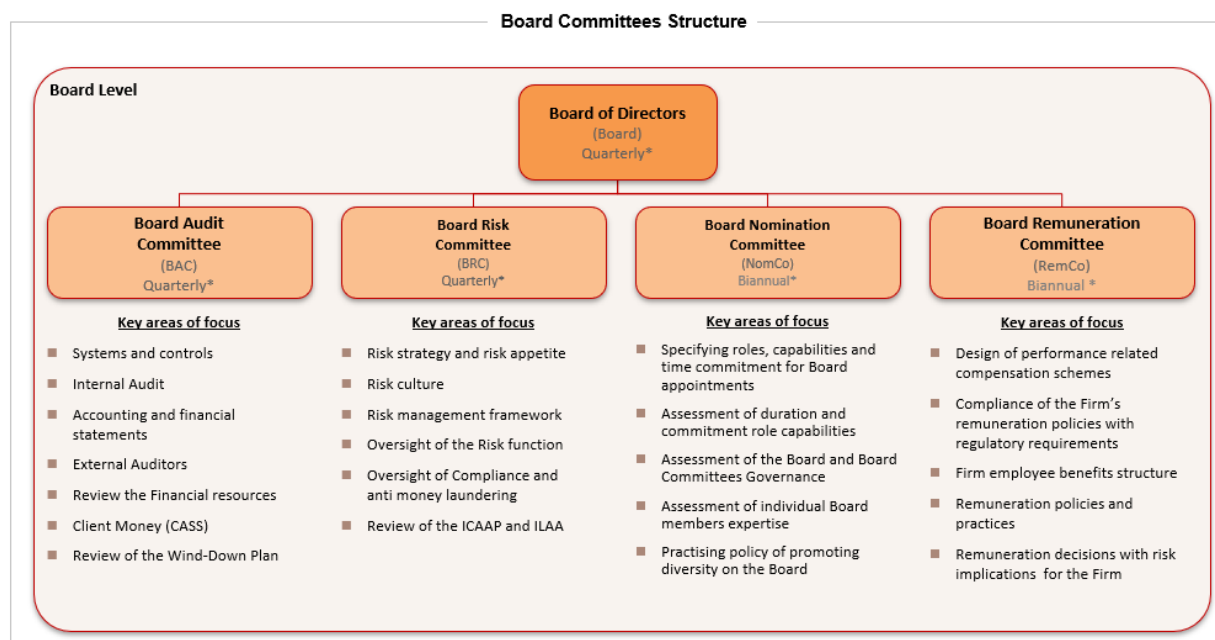 Board Committees Structure
Board Level
Board of Directors
(Board)
Quarterly*
Board Audit
Committee
(BAC)
Quarterly*
Key areas of focus
Systems and controls
Internal Audit
Accounting and financial
statements
External Auditors
Review the Financial resources
Client Money (CASS)
Review of the Wind-Down Plan
Board Risk
Committee
(BRC)
Quarterly*
Key areas of focus
Risk strategy and risk appetite
Risk culture
Risk management framework
Oversight of the Risk function
Oversight of Compliance and
anti money laundering
Review of the ICAAP and ILAA
Board Nomination
Committee
(NomCo)
Biannual*
Key areas of focus
Specifying roles, capabilities and
time commitment for Board
appointments
Assessment of duration and
commitment role capabilities
Assessment of the Board and Board
Committees Governance
Assessment of individual Board
members expertise
Practising policy of promoting
diversity on the Board
Board Remuneration
Committee
(RemCo)
Biannual *
Key areas of focus
Design of performance related
compensation schemes
Compliance of the Firm's
remuneration policies with
regulatory requirements
Firm employee benefits structure
Remuneration policies and
practices
Remuneration decisions with risk
implications for the Firm